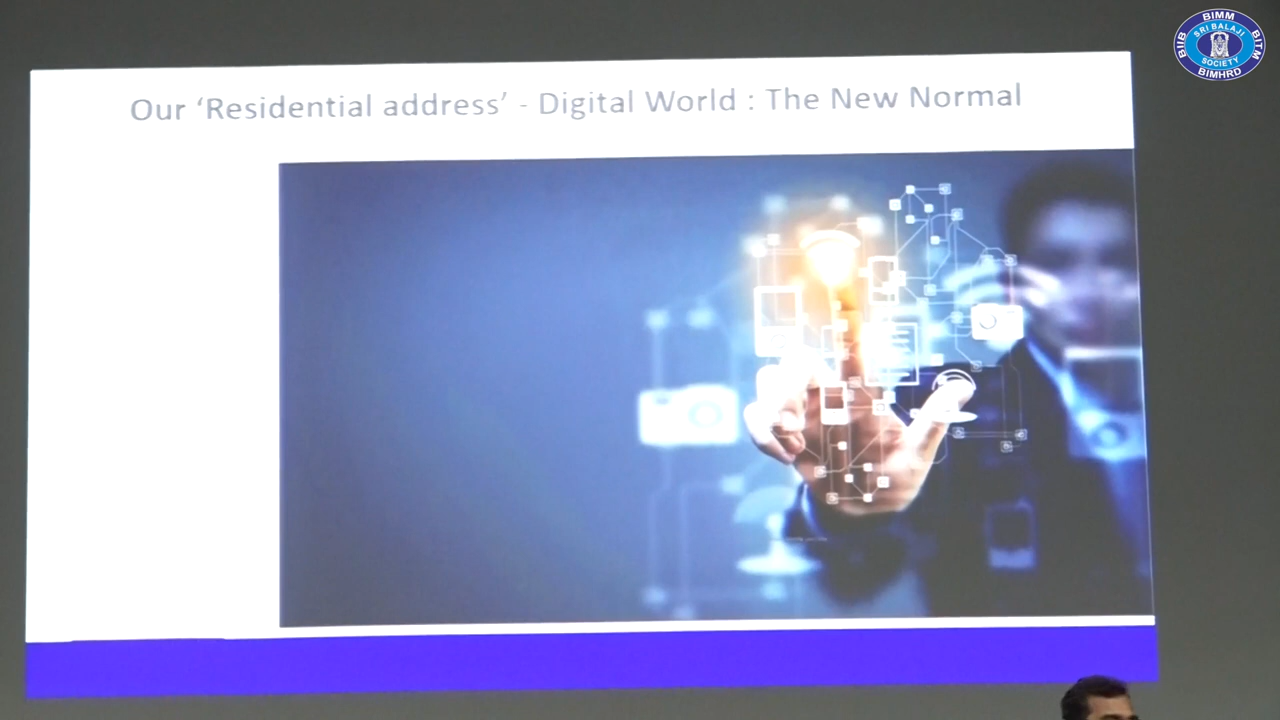 Our ‘Residential address’ - Digital World : The New Normal
BIMM
BIIB
SRI BALAJI
BITM
SOCIETY
BIMHRD